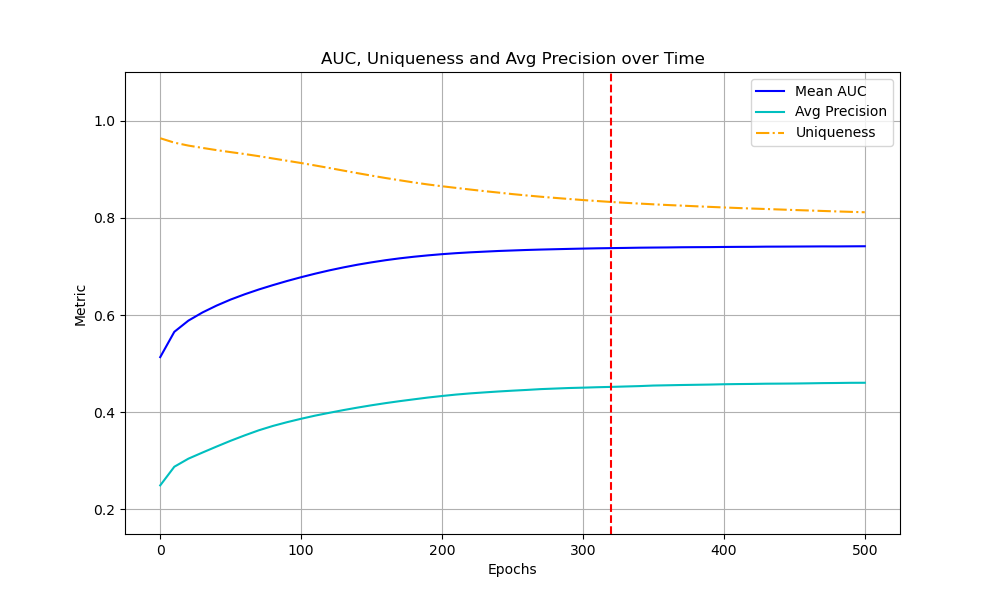 AUC, Uniqueness and Avg Precision over Time
Mean AUC
Avg Precision
Uniqueness
Metric
1.0
0.8
0.6
0.4
0.2
0 100 200 300 400 500
Epochs